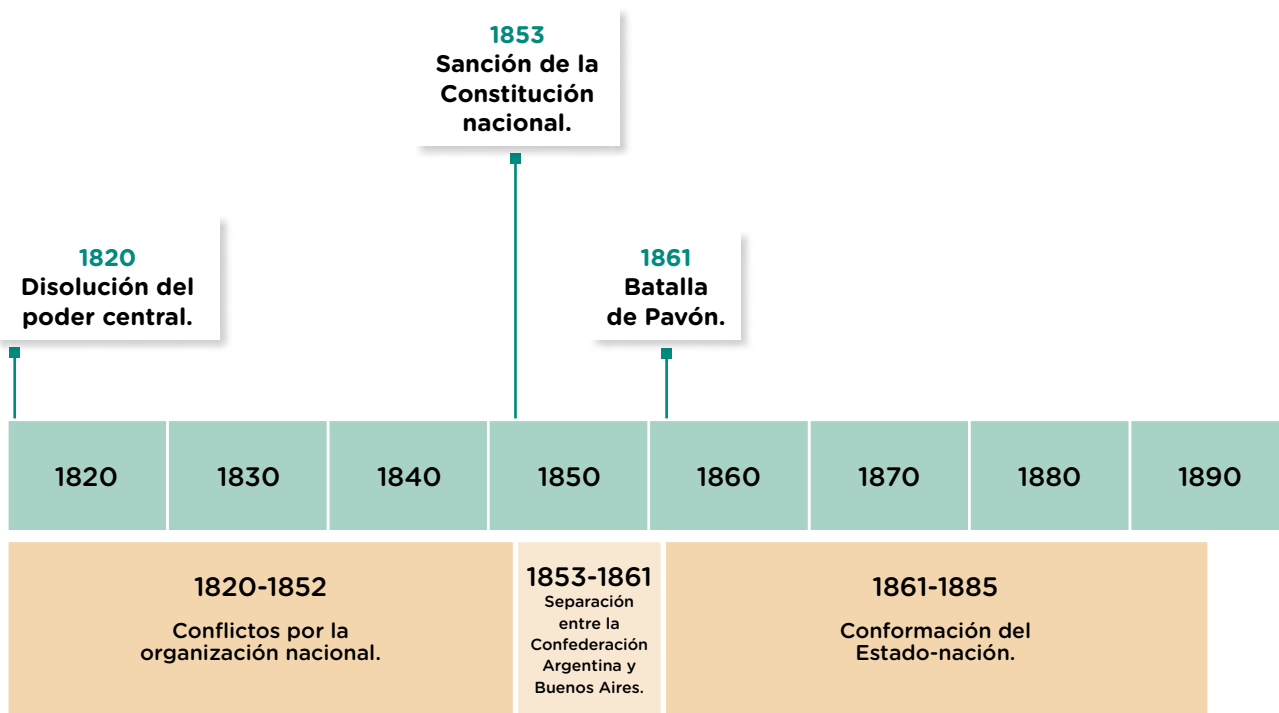 1853
Sanción de la
Constitución
nacional.
1820
Disolución del
poder central.
1861
Batalla
de Pavón.
1820
1830
1840
1850
1860
1870
1880
1890
1820-1852
Conflictos por la
organización nacional.
1853-1861
Separación
entre la
Confederación
Argentina y
Buenos Aires.
1861-1885
Conformación del
Estado-nación.